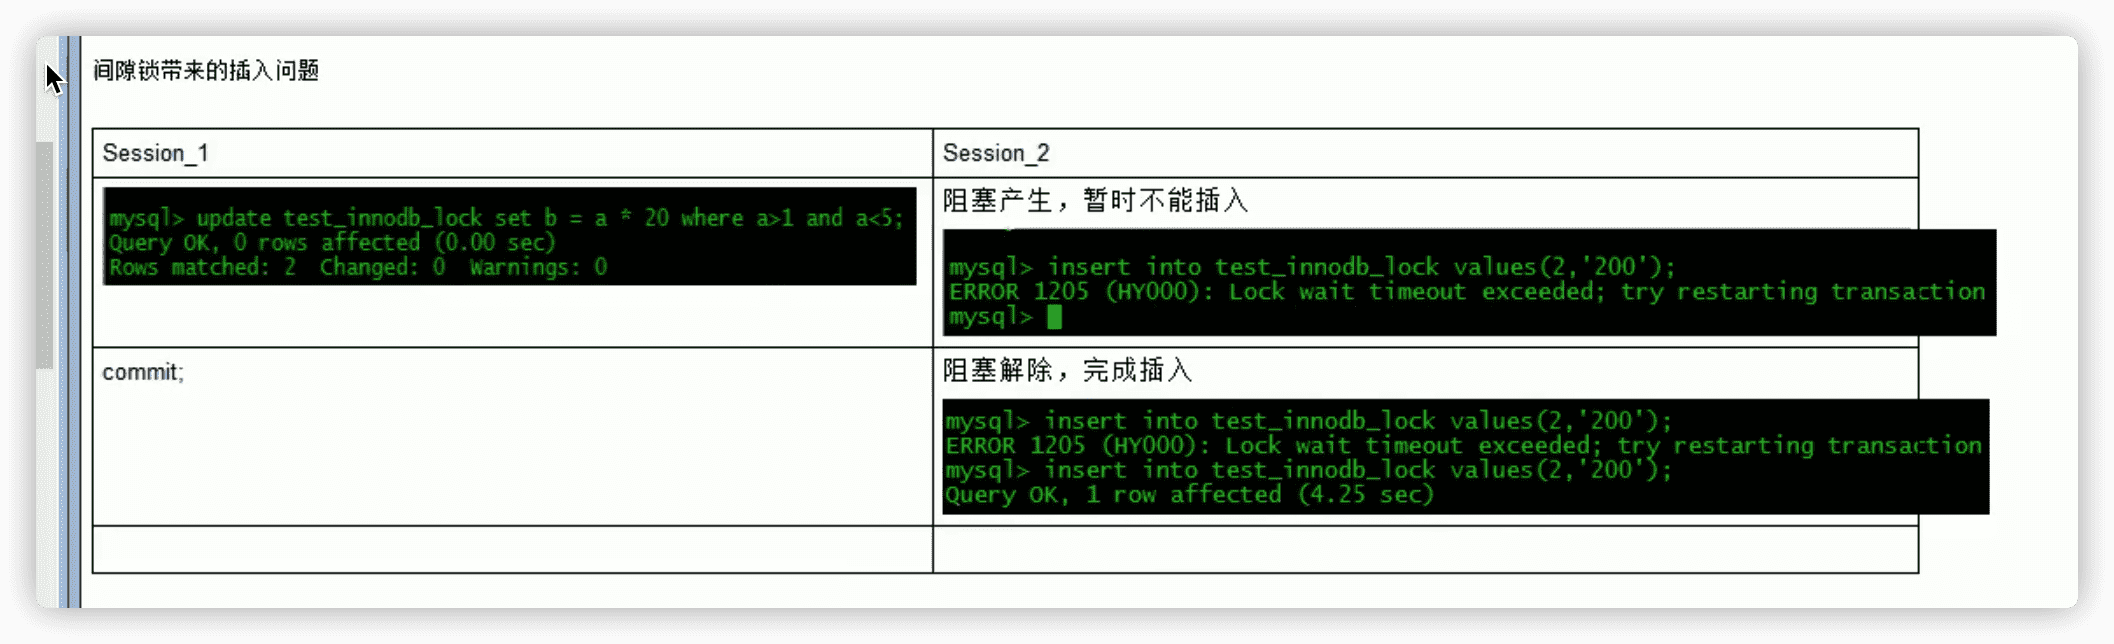 间隙锁带来的插入问题
Session_1
Session_2
mysql> update test_innodb_lock set b = a * 20 where a>1 and a<5;
Query OK, 0 rows affected (0.00 sec)
Rows matched: 2  Changed: 0  Warnings: 0
阻塞产生，暂时不能插入
mysql> insert into test_innodb_lock values(2,'200');
ERROR 1205 (HY000): Lock wait timeout exceeded; try restarting transaction
mysql>
commit;
阻塞解除，完成插入
mysql> insert into test_innodb_lock values(2,'200');
ERROR 1205 (HY000): Lock wait timeout exceeded; try restarting transaction
mysql> insert into test_innodb_lock values(2,'200');
Query OK, 1 row affected (4.25 sec)